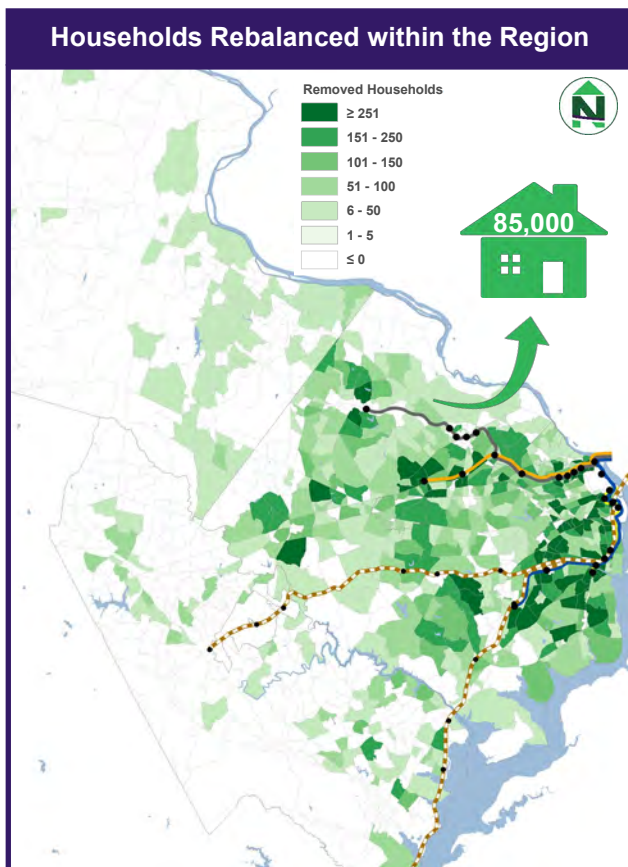 Households Rebalanced within the Region
Removed Households
≥ 251
151 - 250
101 - 150
51 - 100
6 - 50
1 - 5
≤ 0
N
85,000